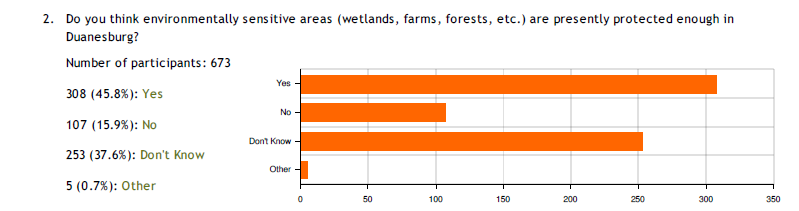 2. Do you think environmentally sensitive areas (wetlands, farms, forests, etc.) are presently protected enough in
Duanesburg?
Number of participants: 673
308 (45.8%): Yes
107 (15.9%): No
253 (37.6%): Don't Know
5 (0.7%): Other
Yes
No
Don't Know
Other
0 50 100 150 200 250 300 350